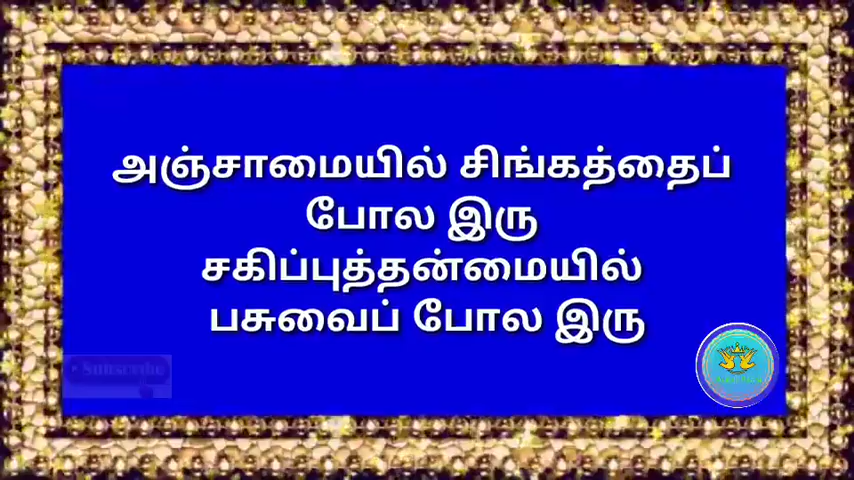 அஞ்சாமையில் சிங்கத்தைப்
போல இரு
சகிப்புத்தன்மையில்
பசுவைப் போல இரு
Subscribe